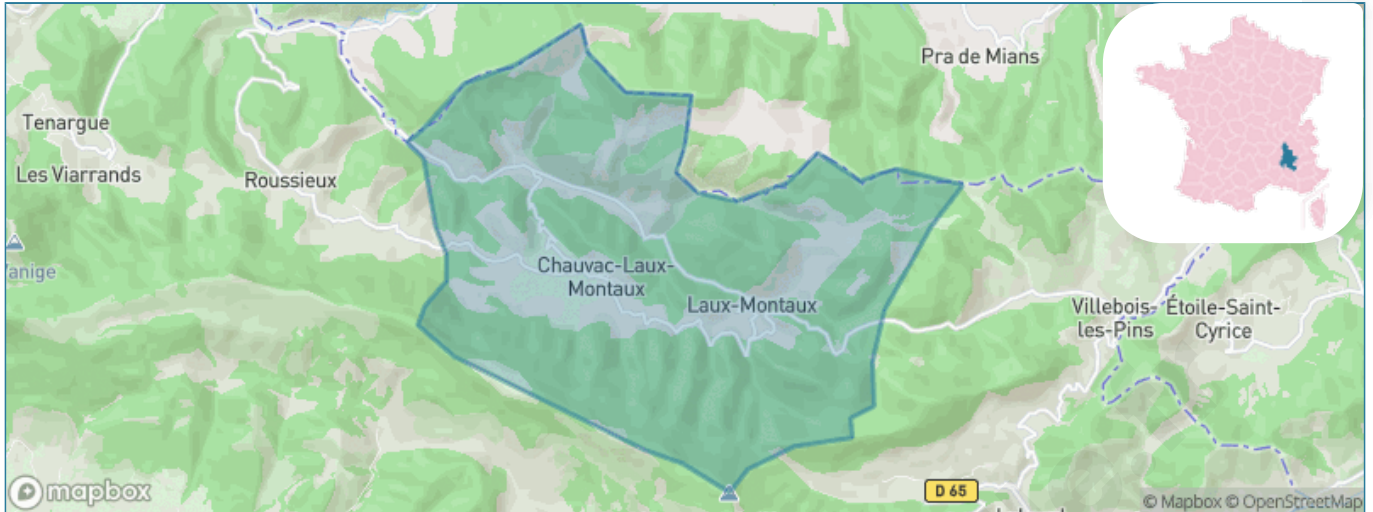 Pra de Mians
Tenargue
Les Viarrands
Roussieux
Chauvac-Laux-
Montaux
Laux-Montaux
Villebois-
les-Pins
Étoile-Saint-
Cyrice
D 65
mapbox
© Mapbox © OpenStreetMap